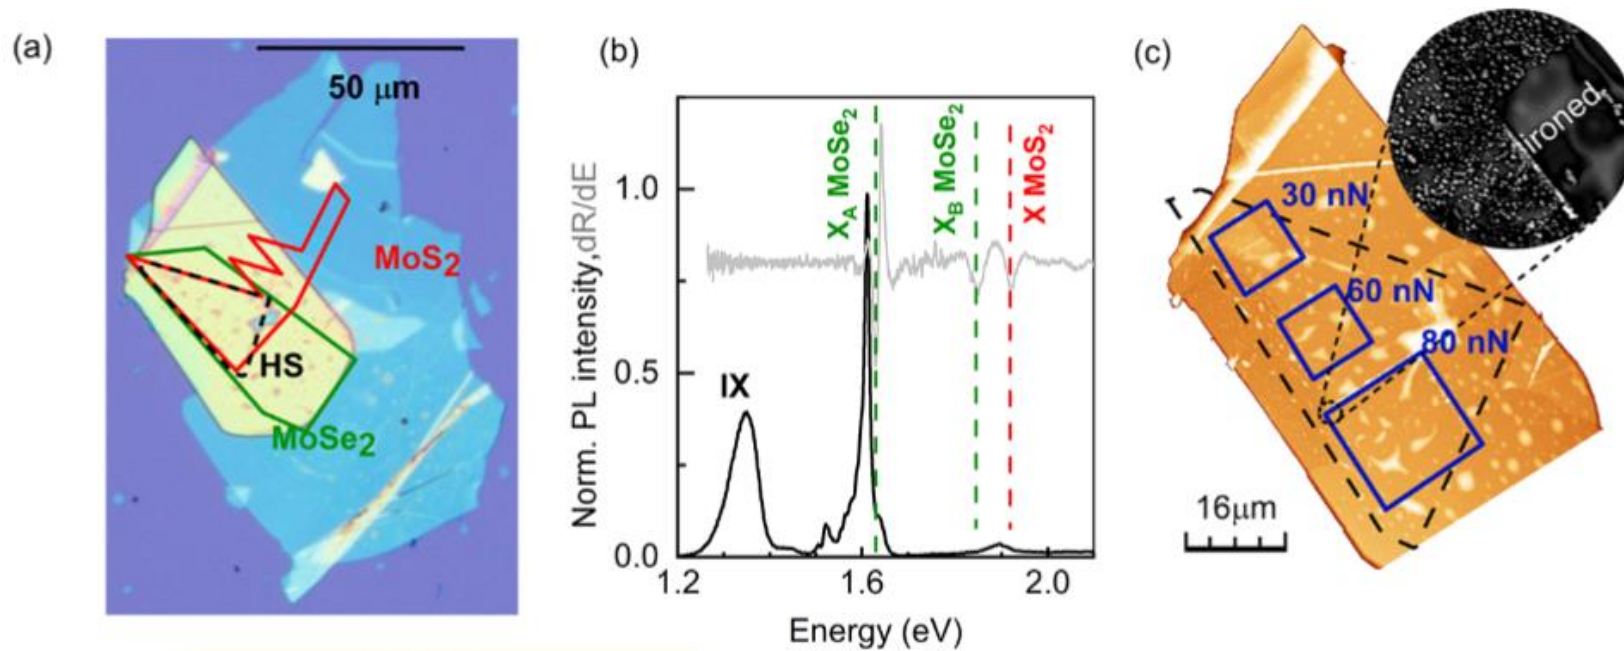 (a)
50 μm
MoS2
HS
MoSe2
(b)
Norm. PL intensity,dR/dE
1.0
0.5
0.0
1.2
1.6
2.0
Energy (eV)
IX
XA MoSe2
XB MoSe2
X MoS2
(c)
ironed
30 nN
60 nN
80 nN
16μm